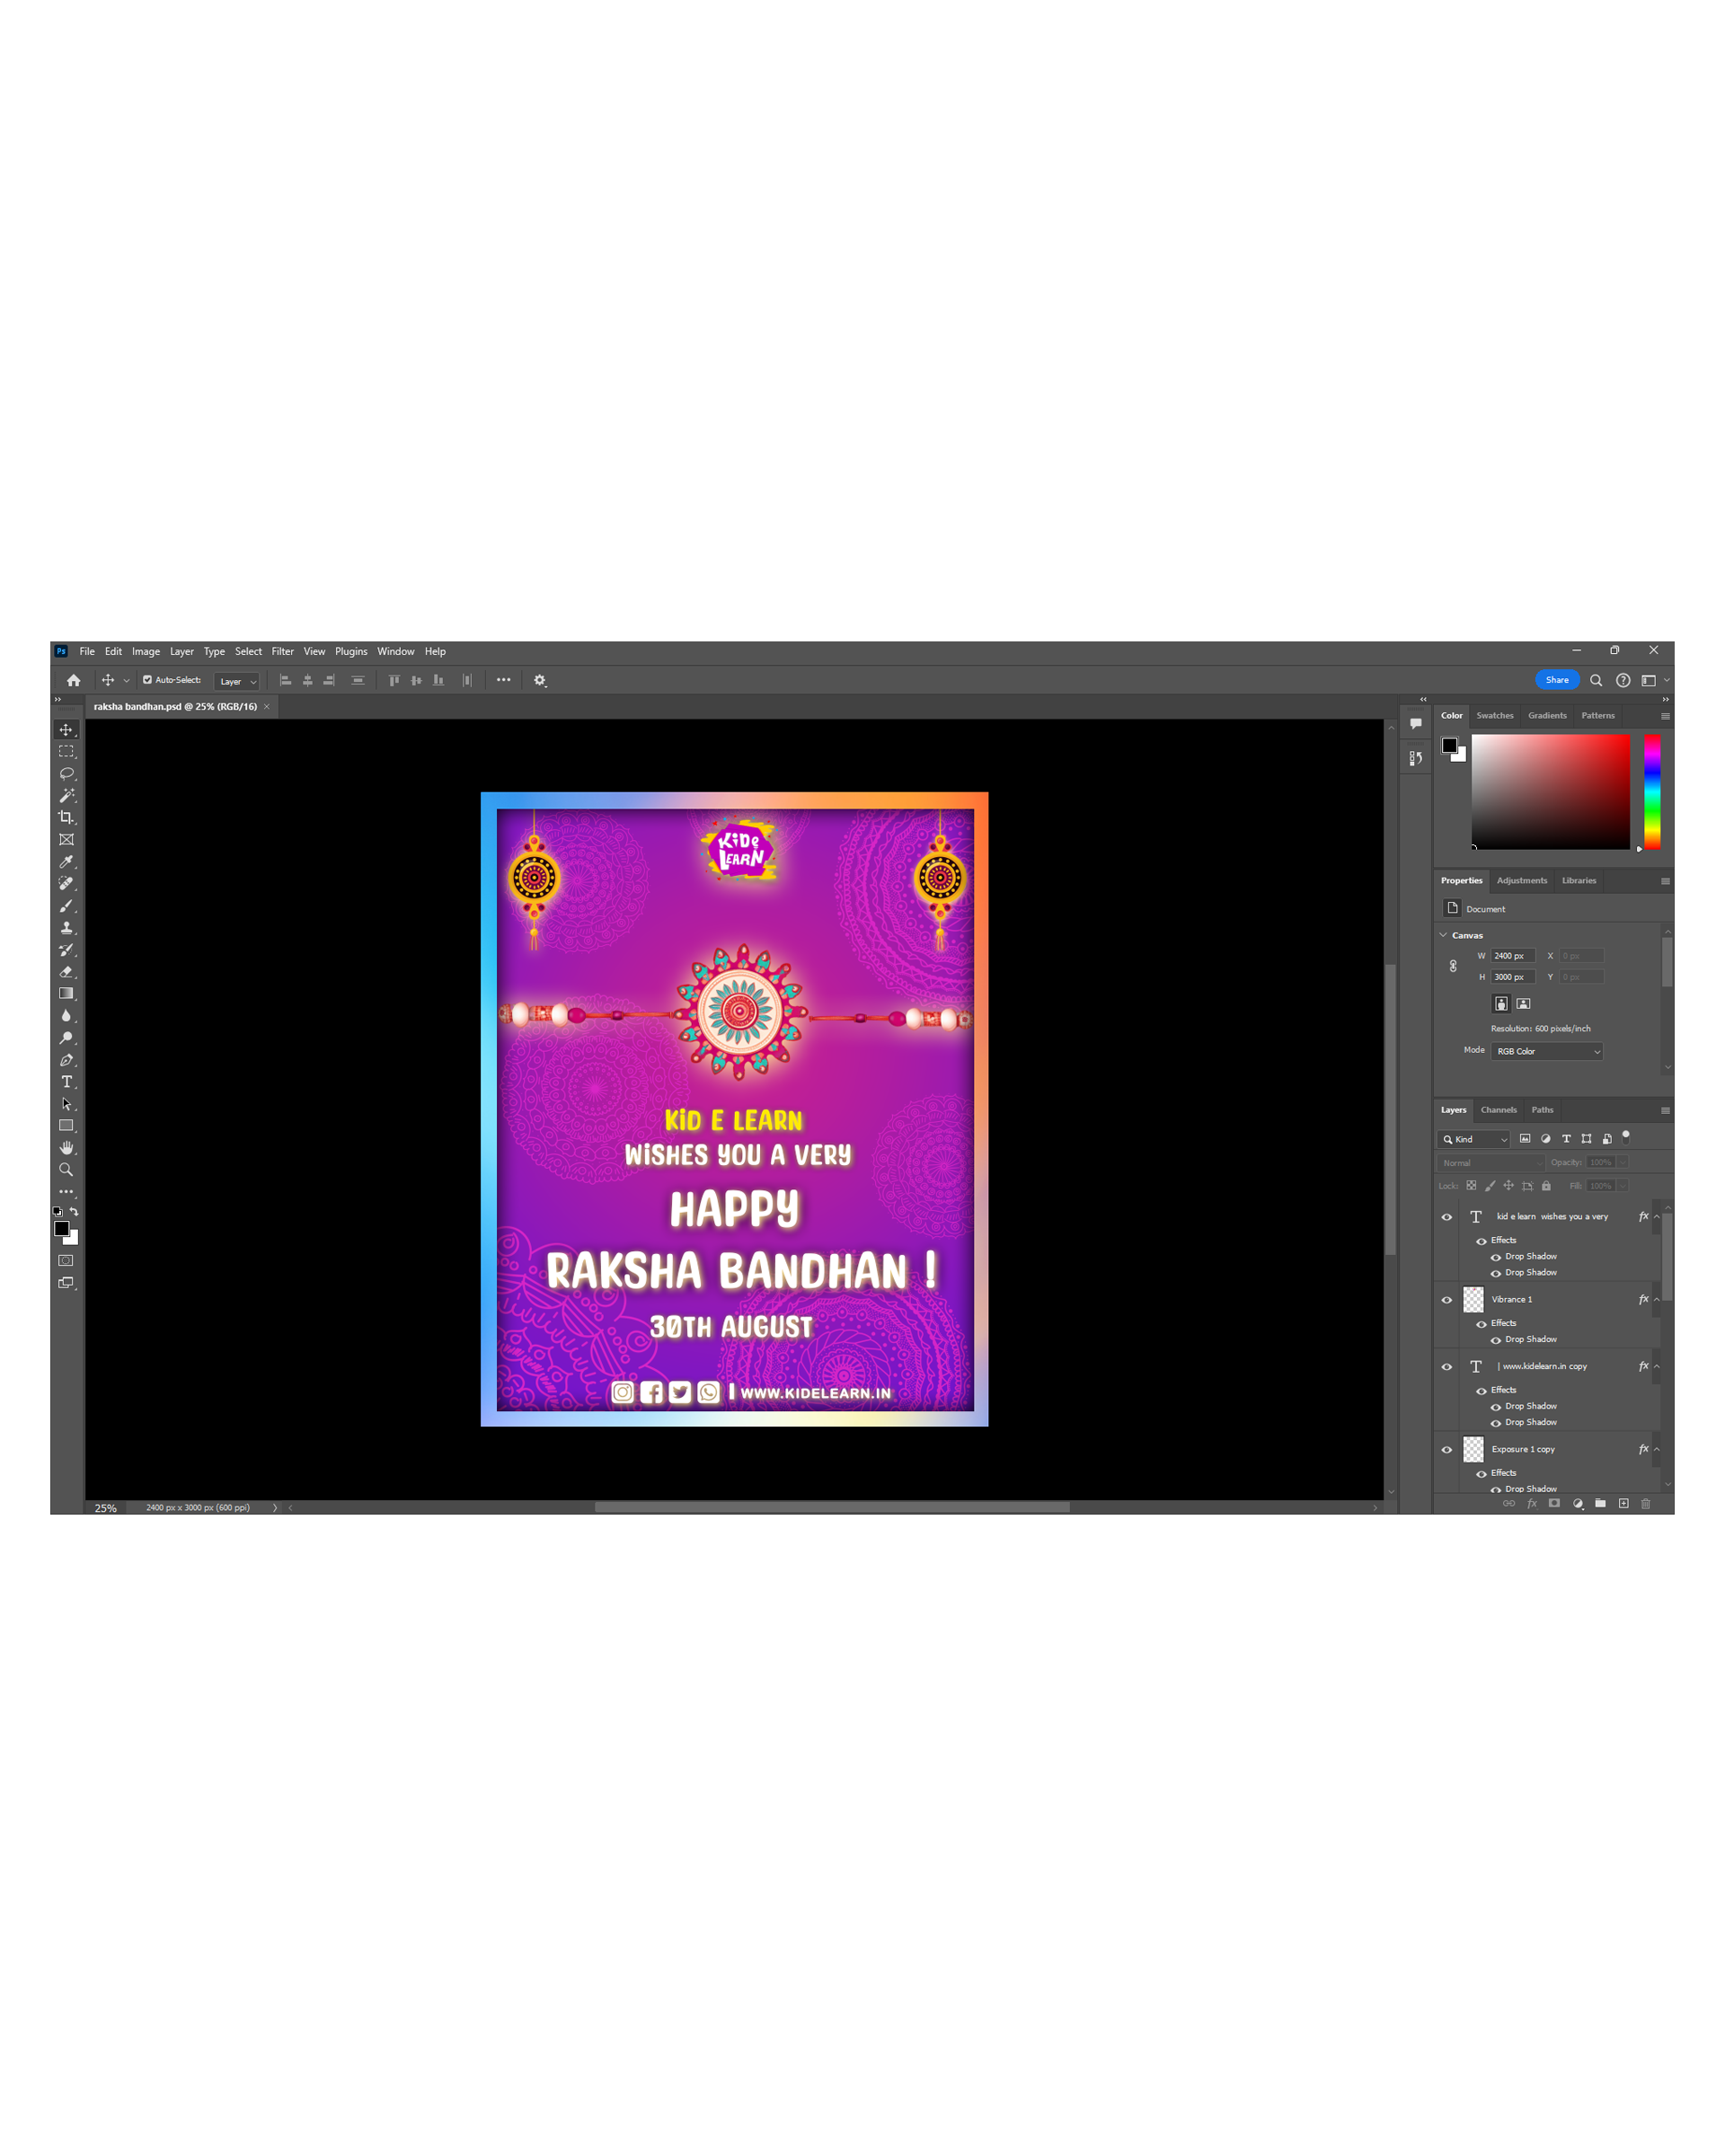 Ps File Edit Image Layer Type Select Filter View Plugins Window Help
Auto-Select: Layer Share
raksha bandhan.psd @ 25% (RGB/16)
Color Swatches Gradients Patterns
KiDe
LEARN
KiD E LEARN
WiSHES YOU A VERY
HAPPY
RAKSHA BANDHAN !
30TH AUGUST
| WWW.KIDELEARN.IN
Properties Adjustments Libraries
Document
Canvas
W 2400 px X 0 px
H 3000 px Y 0 px
Resolution: 600 pixels/inch
Mode RGB Color
Layers Channels Paths
Kind
Normal Opacity: 100%
Lock: Fill: 100%
kid e learn wishes you a very fx
Effects
Drop Shadow
Drop Shadow
Vibrance 1 fx
Effects
Drop Shadow
| www.kidelearn.in copy fx
Effects
Drop Shadow
Drop Shadow
Exposure 1 copy fx
Effects
Drop Shadow
fx
25% 2400 px x 3000 px (600 ppi)